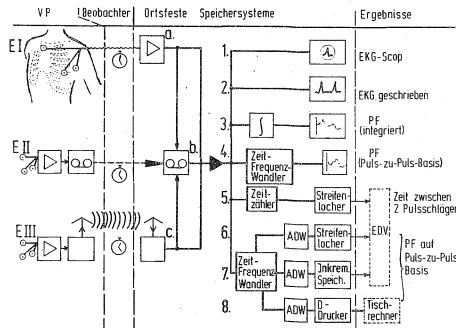 VP Beobachter Ortsfeste Speichersysteme Ergebnisse
E I
a.
1. EKG-Scop
2. EKG, geschrieben
3. ∫ PF
(integriert)
E II
b.
4. Zeit-
Frequenz-
Wandler
PF
(Puls-zu-Puls-Basis)
5. Zeit-
zähler
Streifen-
locher
Zeit zwischen
2 Pulsschlägen
E III
c.
6. ADW Streifen-
locher
EDV
7. Zeit-
Frequenz-
Wandler
ADW Inkrem.
Speich.
PF auf
Puls-zu-Puls-
Basis
8. ADW D-
Drucker
Tisch-
rechner